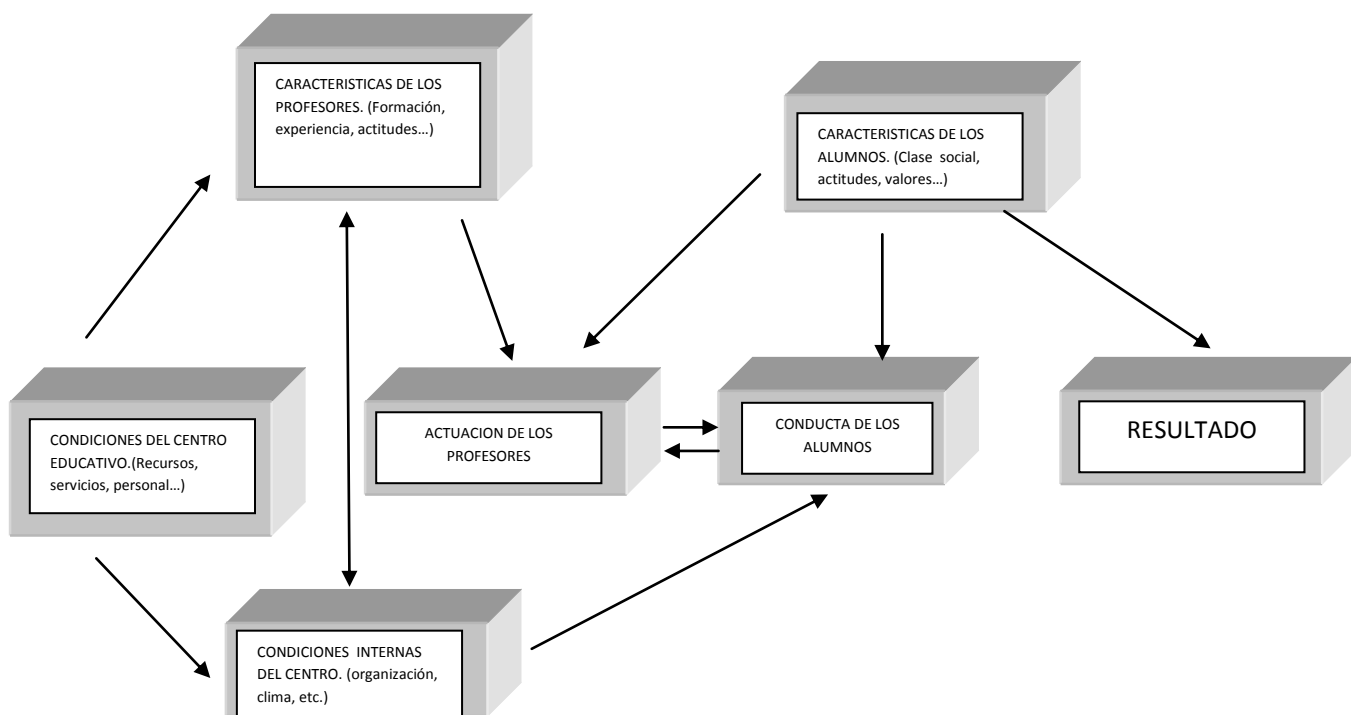 CARACTERISTICAS DE LOS
PROFESORES. (Formación,
experiencia, actitudes…)
CARACTERISTICAS DE LOS
ALUMNOS. (Clase social,
actitudes, valores…)
CONDICIONES DEL CENTRO
EDUCATIVO.(Recursos,
servicios, personal…)
ACTUACION DE LOS
PROFESORES
CONDUCTA DE LOS
ALUMNOS
RESULTADO
CONDICIONES INTERNAS
DEL CENTRO. (organización,
clima, etc.)